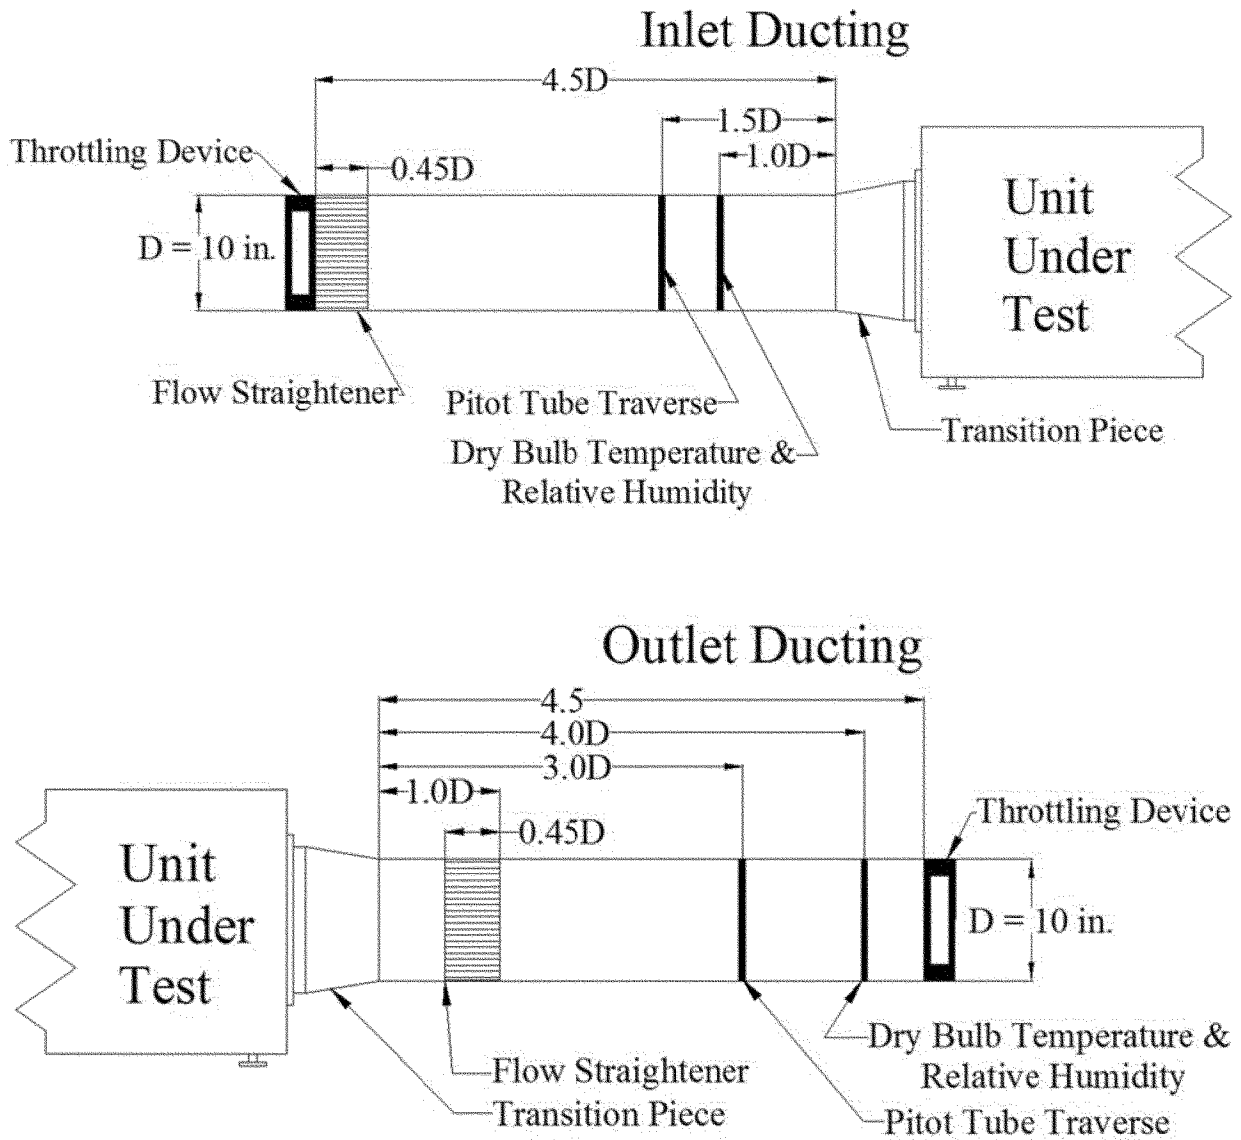 Inlet Ducting
4.5D
1.5D
Throttling Device
0.45D
1.0D
D = 10 in.
Unit
Under
Test
Flow Straightener
Pitot Tube Traverse
Transition Piece
Dry Bulb Temperature &
Relative Humidity
Outlet Ducting
4.5
4.0D
3.0D
1.0D
Throttling Device
0.45D
Unit
Under
Test
D = 10 in.
Dry Bulb Temperature &
Relative Humidity
Flow Straightener
Transition Piece
Pitot Tube Traverse